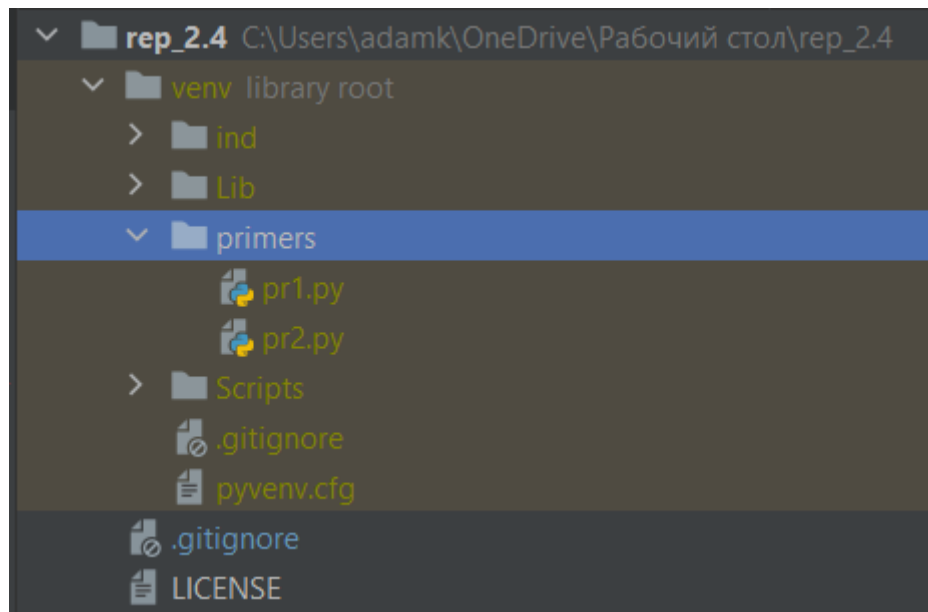 rep_2.4 C:\Users\adamk\OneDrive\Рабочий стол\rep_2.4
venv library root
ind
Lib
primers
pr1.py
pr2.py
Scripts
.gitignore
pyvenv.cfg
.gitignore
LICENSE